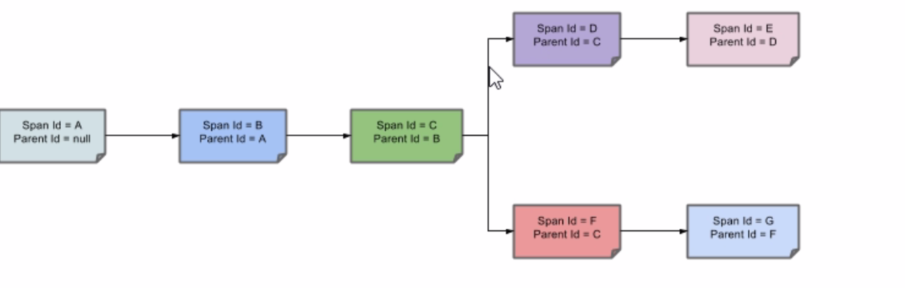 Span Id = D
Parent Id = C
Span Id = E
Parent Id = D
Span Id = A
Parent Id = null
Span Id = B
Parent Id = A
Span Id = C
Parent Id = B
Span Id = F
Parent Id = C
Span Id = G
Parent Id = F